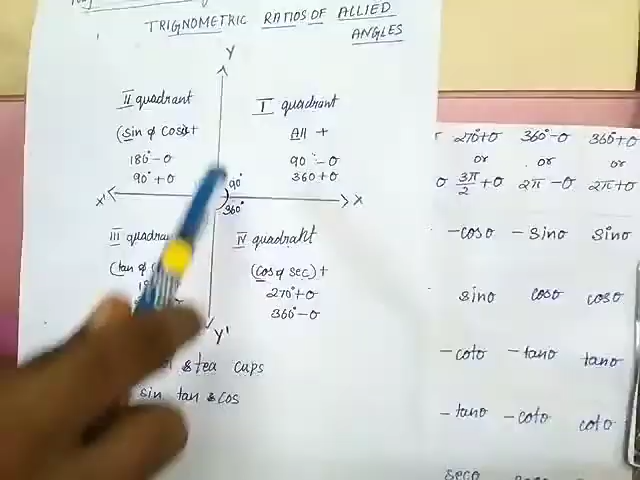 TRIGNOMETRIC RATIOS OF ALLIED
ANGLES
Y
II quadrant
(sin & cosec +
180°-θ
90°+θ
I quadrant
All +
90°-θ
360+θ
X'
90°
360°
X
III
(tan &
IV quadrant
(cos & sec)+
270°+θ
360°-θ
Y'
tea cups
sin tan & cos
270°+θ 360°-θ 360°+θ
or or or
3π/2 +θ 2π-θ 2π+θ
-cosθ -sinθ sinθ
sinθ cosθ cosθ
-cotθ -tanθ tanθ
-tanθ -cotθ cotθ